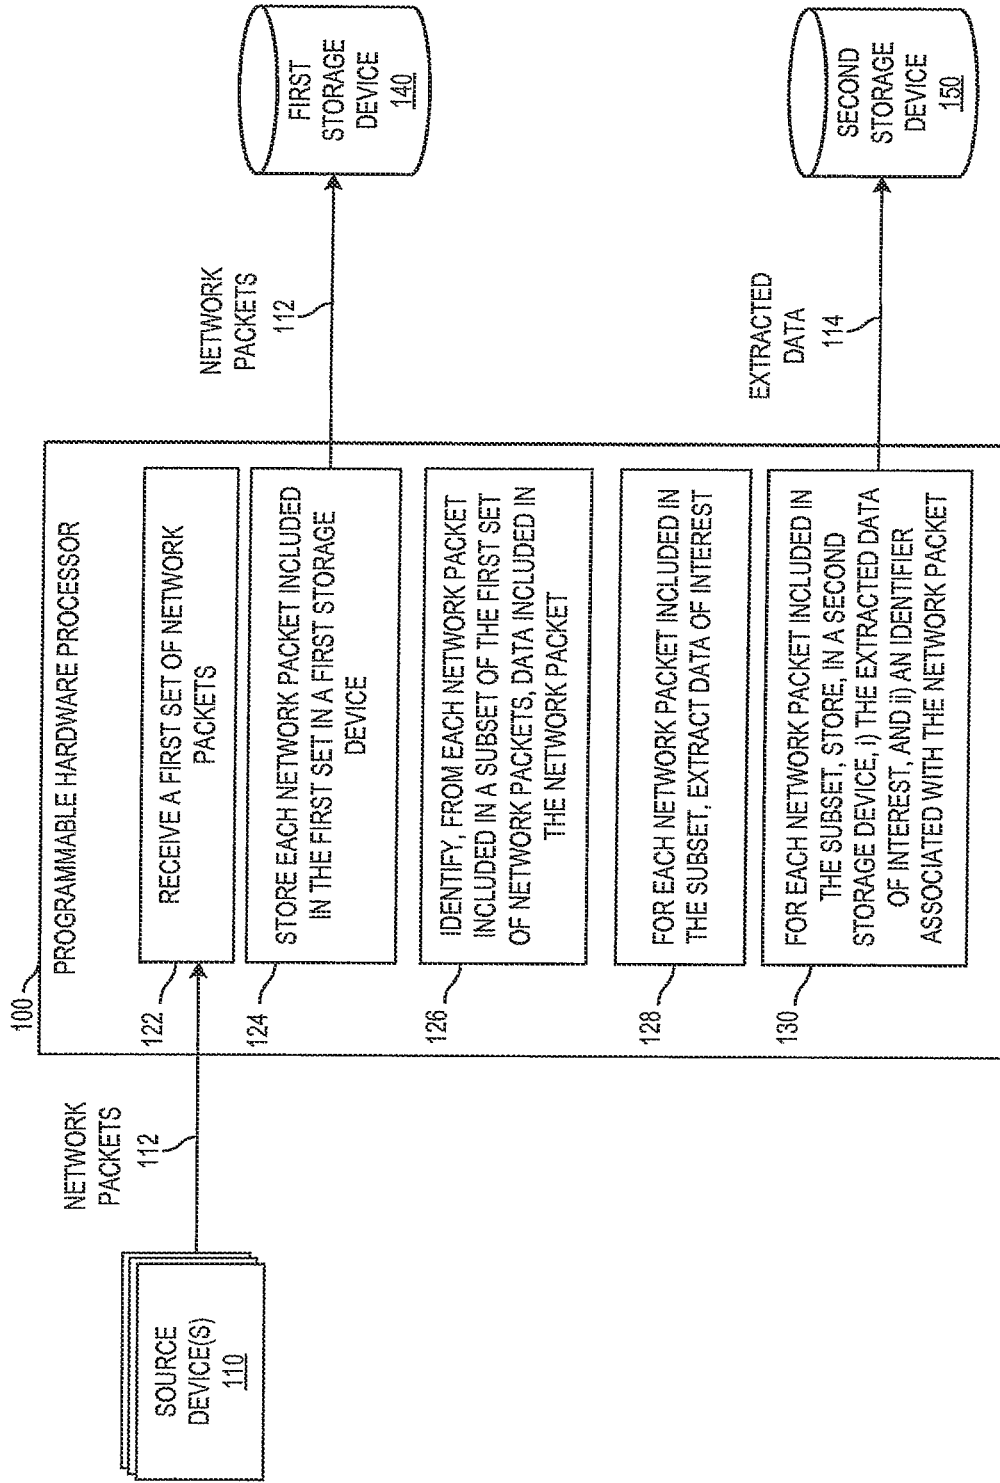 SOURCE
DEVICE(S)
110
NETWORK
PACKETS
112
100
PROGRAMMABLE HARDWARE PROCESSOR
122
RECEIVE A FIRST SET OF NETWORK
PACKETS
124
STORE EACH NETWORK PACKET INCLUDED
IN THE FIRST SET IN A FIRST STORAGE
DEVICE
126
IDENTIFY, FROM EACH NETWORK PACKET
INCLUDED IN A SUBSET OF THE FIRST SET
OF NETWORK PACKETS, DATA INCLUDED IN
THE NETWORK PACKET
128
FOR EACH NETWORK PACKET INCLUDED IN
THE SUBSET, EXTRACT DATA OF INTEREST
130
FOR EACH NETWORK PACKET INCLUDED IN
THE SUBSET, STORE, IN A SECOND
STORAGE DEVICE, i) THE EXTRACTED DATA
OF INTEREST, AND ii) AN IDENTIFIER
ASSOCIATED WITH THE NETWORK PACKET
NETWORK
PACKETS
112
FIRST
STORAGE
DEVICE
140
EXTRACTED
DATA
114
SECOND
STORAGE
DEVICE
150